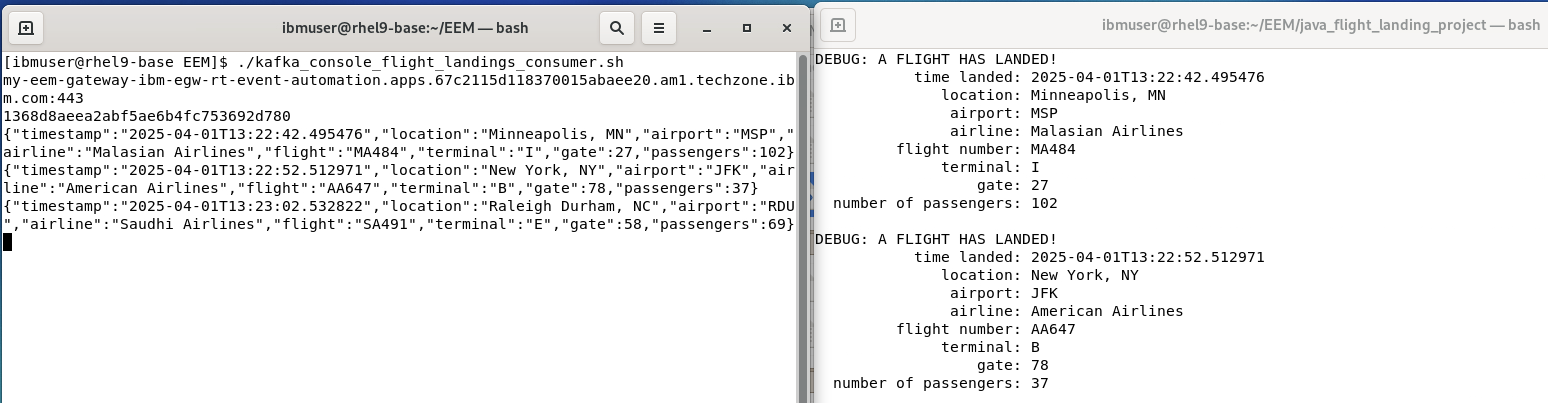 ibmuser@rhel9-base:~/EEM — bash
[ibmuser@rhel9-base EEM]$ ./kafka_console_flight_landings_consumer.sh
my-eem-gateway-ibm-egw-rt-event-automation.apps.67c2115d118370015abaee20.am1.techzone.ib
m.com:443
1368d8aeea2abf5ae6b4fc753692d780
{"timestamp":"2025-04-01T13:22:42.495476","location":"Minneapolis, MN","airport":"MSP","
airline":"Malasian Airlines","flight":"MA484","terminal":"I","gate":27,"passengers":102}
{"timestamp":"2025-04-01T13:22:52.512971","location":"New York, NY","airport":"JFK","air
line":"American Airlines","flight":"AA647","terminal":"B","gate":78,"passengers":37}
{"timestamp":"2025-04-01T13:23:02.532822","location":"Raleigh Durham, NC","airport":"RDU
","airline":"Saudhi Airlines","flight":"SA491","terminal":"E","gate":58,"passengers":69}
ibmuser@rhel9-base:~/EEM/java_flight_landing_project — bash
DEBUG: A FLIGHT HAS LANDED!
time landed: 2025-04-01T13:22:42.495476
location: Minneapolis, MN
airport: MSP
airline: Malasian Airlines
flight number: MA484
terminal: I
gate: 27
number of passengers: 102
DEBUG: A FLIGHT HAS LANDED!
time landed: 2025-04-01T13:22:52.512971
location: New York, NY
airport: JFK
airline: American Airlines
flight number: AA647
terminal: B
gate: 78
number of passengers: 37